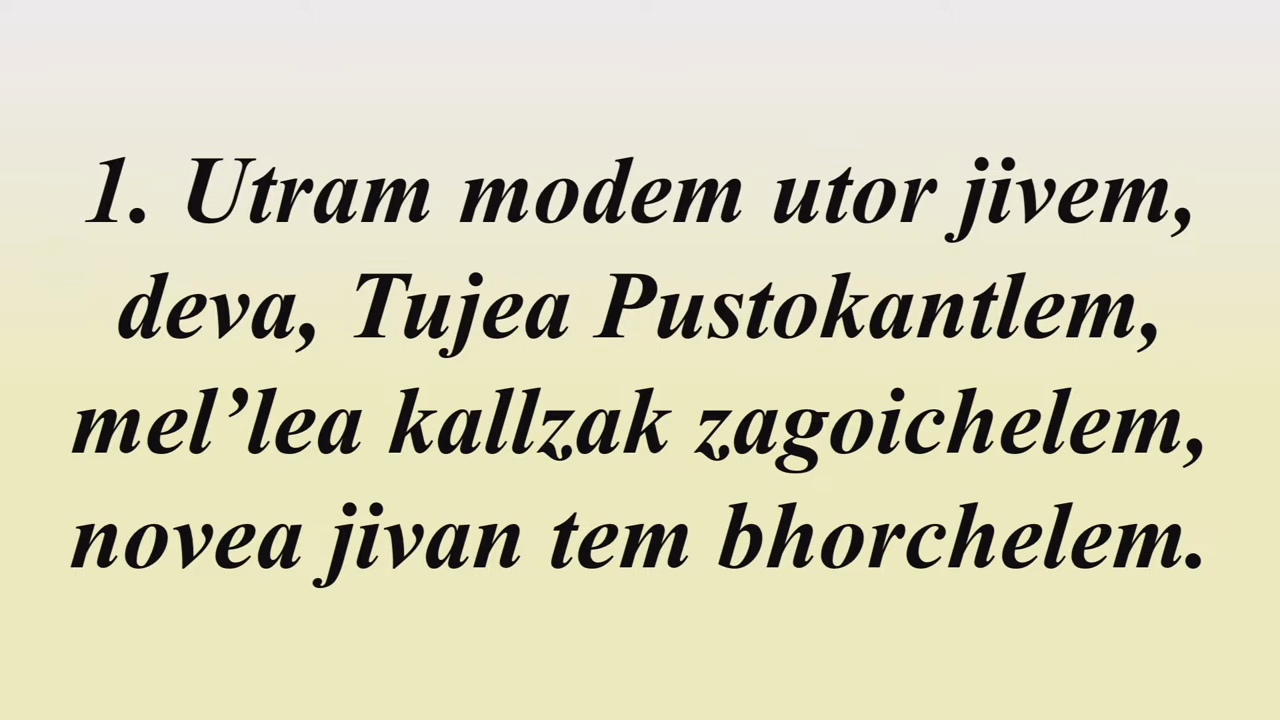 1. Utram modem utor jivem,
deva, Tujea Pustokantlem,
mel’lea kallzak zagoichelem,
novea jivan tem bhorchelem.